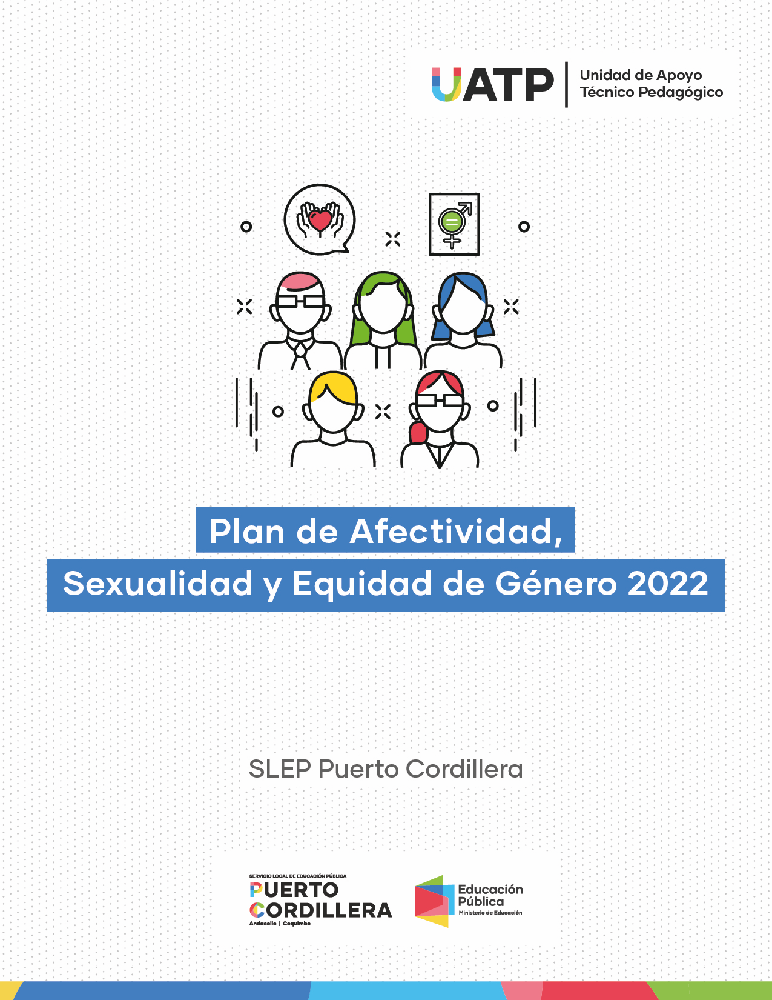 UATP
Unidad de Apoyo
Técnico Pedagógico
Plan de Afectividad,
Sexualidad y Equidad de Género 2022
SLEP Puerto Cordillera
SERVICIO LOCAL DE EDUCACIÓN PÚBLICA
PUERTO
CORDILLERA
Andacollo | Coquimbo
Educación
Pública
Ministerio de Educación